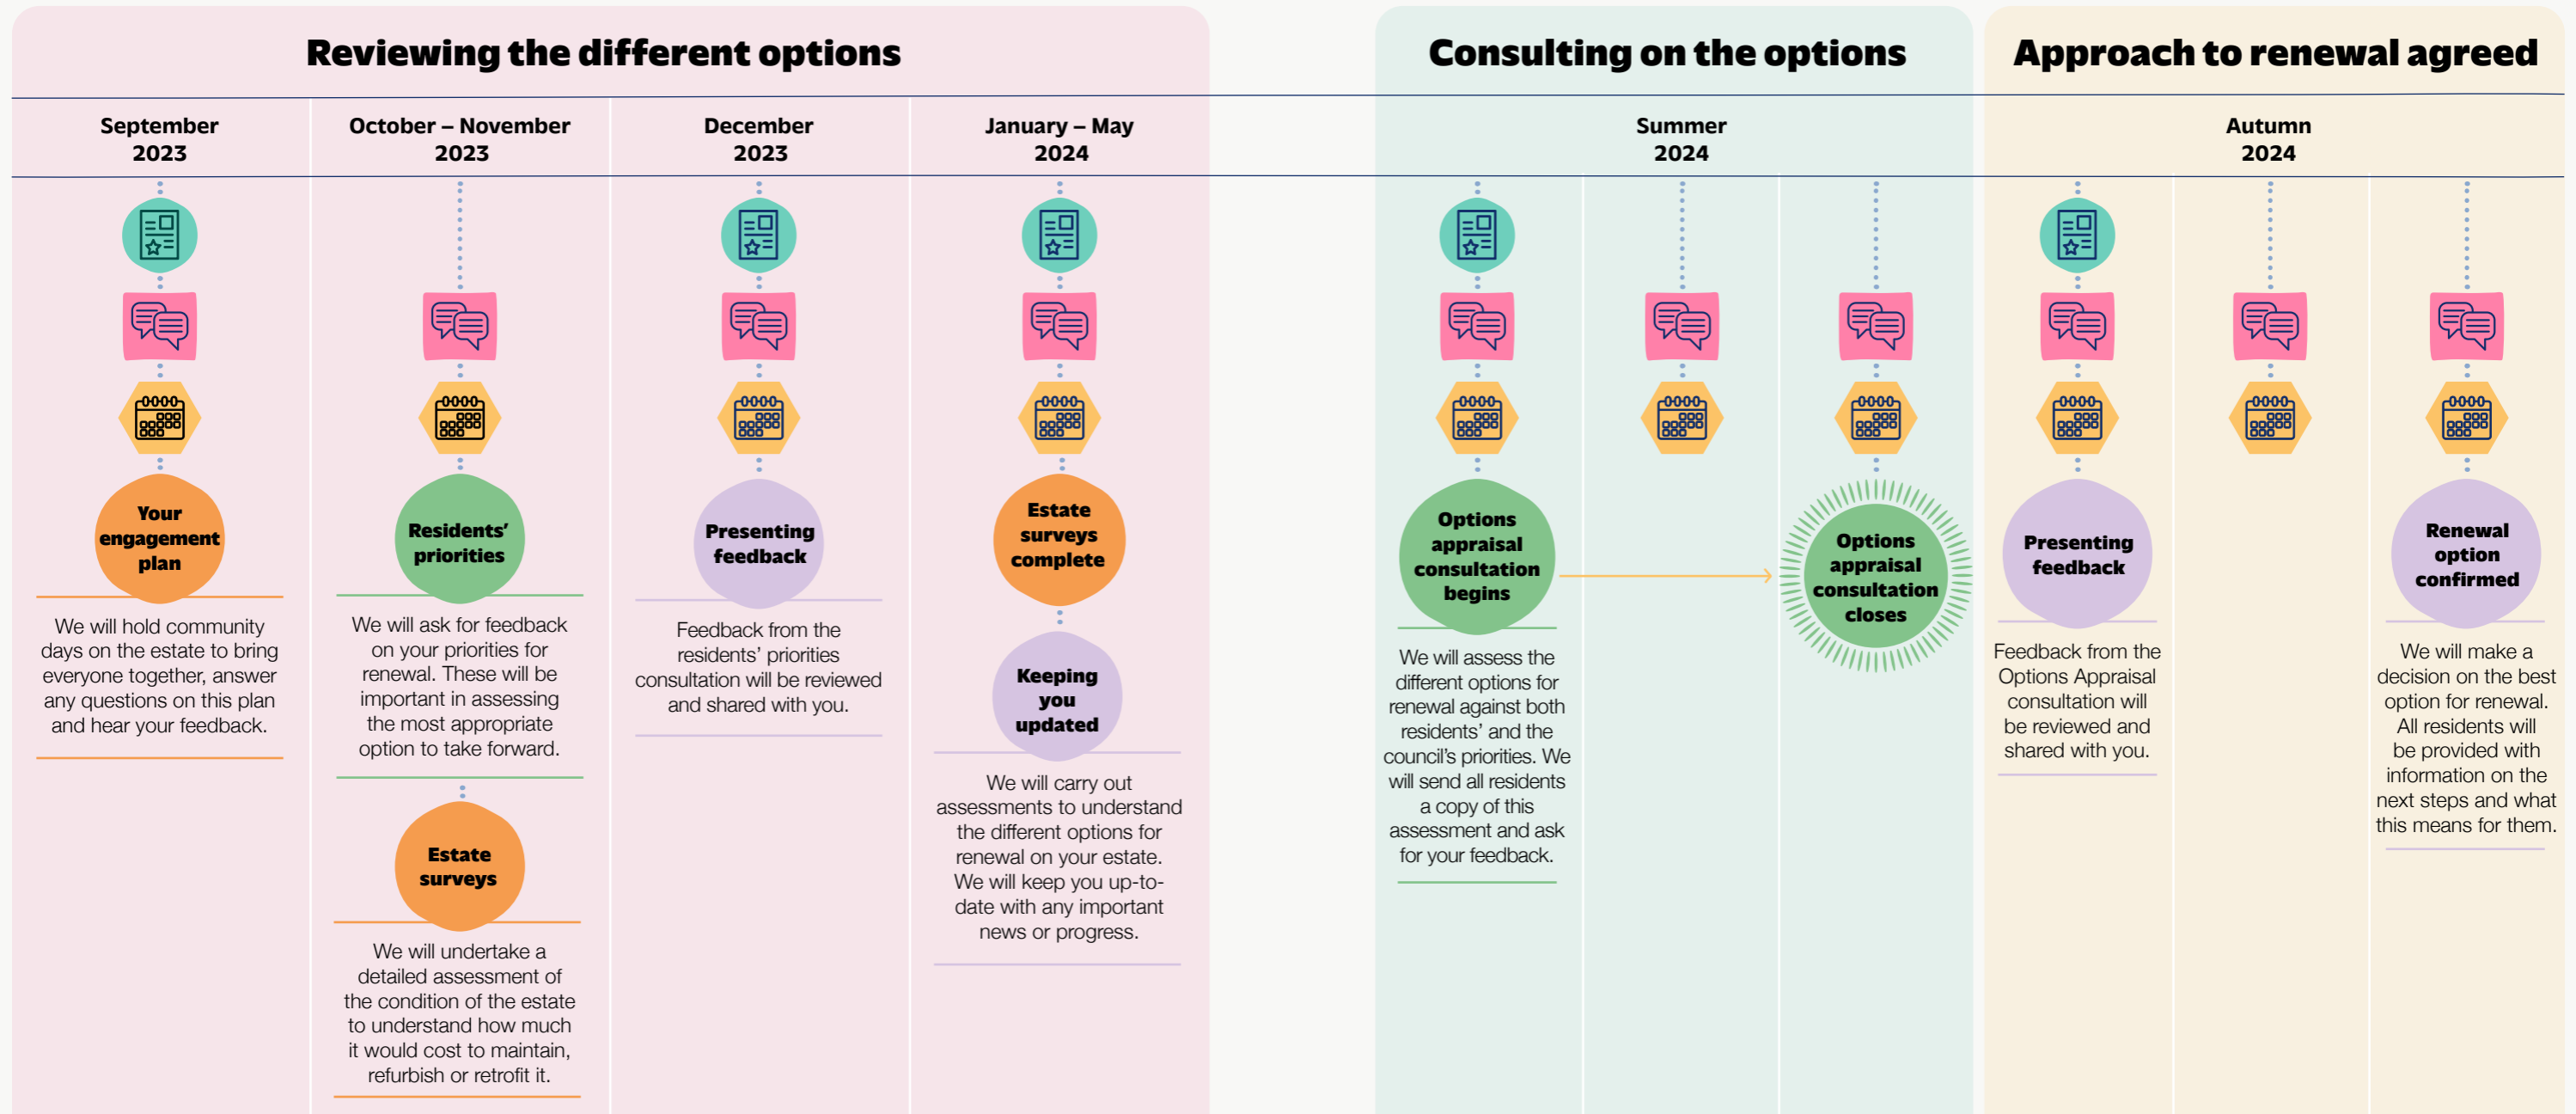 Reviewing the different options
September
2023
October – November
2023
December
2023
January – May
2024
Your
engagement
plan
We will hold community
days on the estate to bring
everyone together, answer
any questions on this plan
and hear your feedback.
Residents’
priorities
We will ask for feedback
on your priorities for
renewal. These will be
important in assessing
the most appropriate
option to take forward.
Estate
surveys
We will undertake a
detailed assessment of
the condition of the estate
to understand how much
it would cost to maintain,
refurbish or retrofit it.
Presenting
feedback
Feedback from the
residents’ priorities
consultation will be reviewed
and shared with you.
Estate
surveys
complete
Keeping
you
updated
We will carry out
assessments to understand
the different options for
renewal on your estate.
We will keep you up-to-
date with any important
news or progress.
Consulting on the options
Summer
2024
Options
appraisal
consultation
begins
We will assess the
different options for
renewal against both
residents’ and the
council’s priorities. We
will send all residents
a copy of this
assessment and ask
for your feedback.
Options
appraisal
consultation
closes
Approach to renewal agreed
Autumn
2024
Presenting
feedback
Feedback from the
Options Appraisal
consultation will
be reviewed and
shared with you.
Renewal
option
confirmed
We will make a
decision on the best
option for renewal.
All residents will
be provided with
information on the
next steps and what
this means for them.